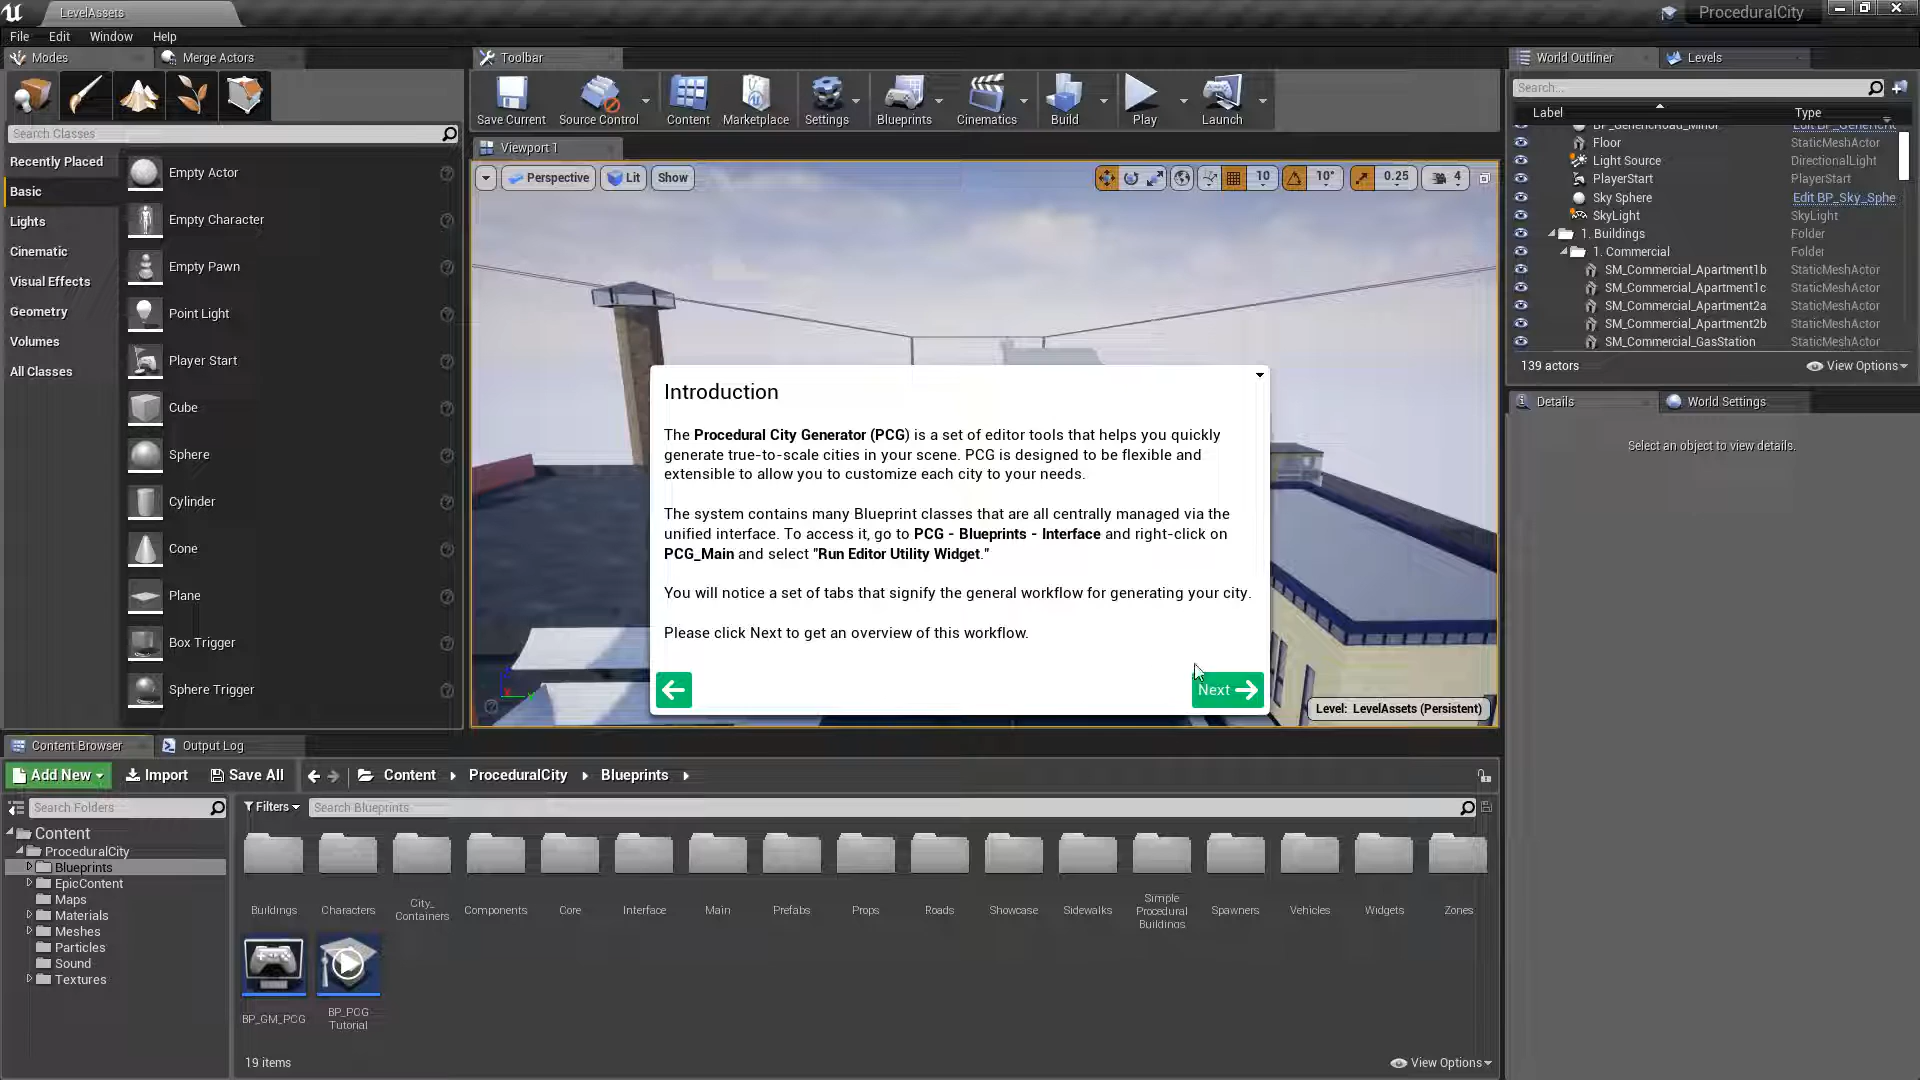 LevelAssets
ProceduralCity
File Edit Window Help
Modes
Merge Actors
Search Classes
Recently Placed
Basic
Lights
Cinematic
Visual Effects
Geometry
Volumes
All Classes
Empty Actor
Empty Character
Empty Pawn
Point Light
Player Start
Cube
Sphere
Cylinder
Cone
Plane
Box Trigger
Sphere Trigger
Toolbar
Save Current
Source Control
Content
Marketplace
Settings
Blueprints
Cinematics
Build
Play
Launch
Viewport 1
Perspective
Lit
Show
10
10°
0.25
4
Introduction
The Procedural City Generator (PCG) is a set of editor tools that helps you quickly
generate true-to-scale cities in your scene. PCG is designed to be flexible and
extensible to allow you to customize each city to your needs.
The system contains many Blueprint classes that are all centrally managed via the
unified interface. To access it, go to PCG - Blueprints - Interface and right-click on
PCG_Main and select "Run Editor Utility Widget."
You will notice a set of tabs that signify the general workflow for generating your city.
Please click Next to get an overview of this workflow.
Next
Level: LevelAssets (Persistent)
World Outliner
Levels
Search...
Label Type
BP_GenericRoad_Minor
Floor StaticMeshActor
Light Source DirectionalLight
PlayerStart PlayerStart
Sky Sphere Edit BP_Sky_Sphe
SkyLight SkyLight
1. Buildings Folder
1. Commercial Folder
SM_Commercial_Apartment1b StaticMeshActor
SM_Commercial_Apartment1c StaticMeshActor
SM_Commercial_Apartment2a StaticMeshActor
SM_Commercial_Apartment2b StaticMeshActor
SM_Commercial_GasStation StaticMeshActor
139 actors
View Options
Details
World Settings
Select an object to view details.
Content Browser
Output Log
Add New
Import
Save All
Content
ProceduralCity
Blueprints
Search Folders
Filters
Search Blueprints
Content
ProceduralCity
Blueprints
EpicContent
Maps
Materials
Meshes
Particles
Sound
Textures
Buildings
Characters
City_
Containers
Components
Core
Interface
Main
Prefabs
Props
Roads
Showcase
Sidewalks
Simple
Procedural
Buildings
Spawners
Vehicles
Widgets
Zones
BP_GM_PCG
BP_PCG
Tutorial
19 items
View Options